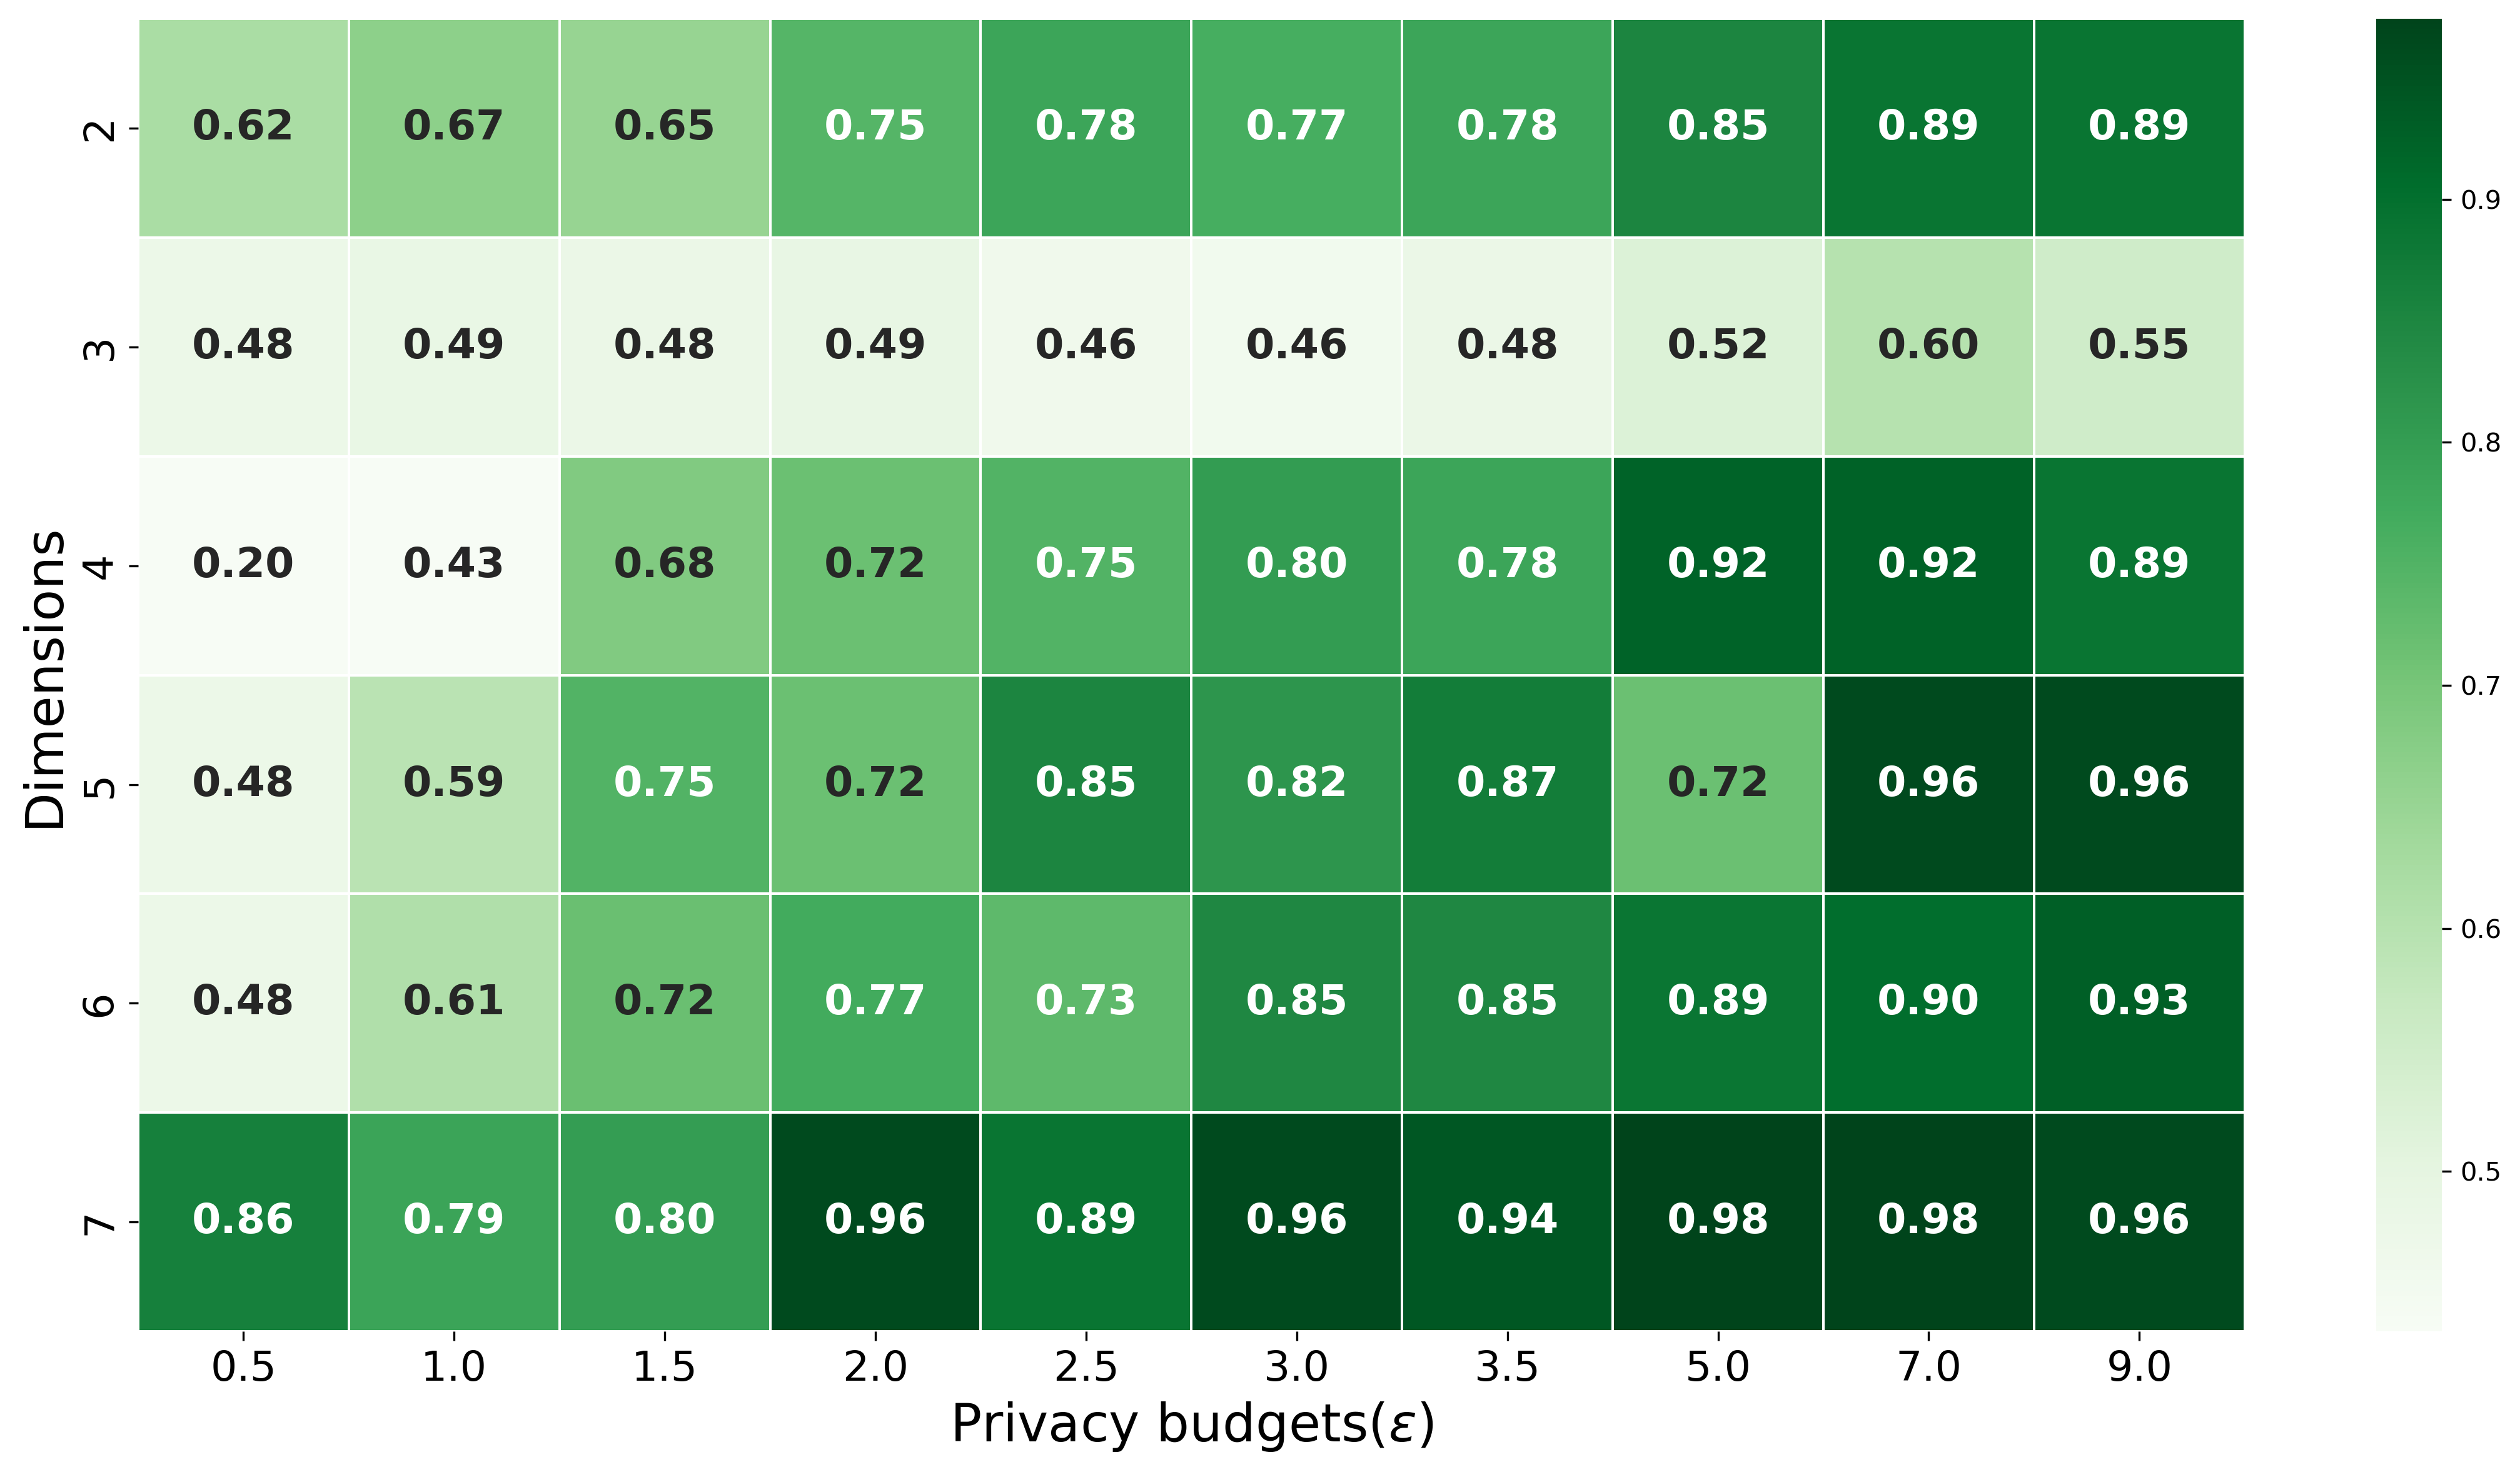 2 0.62 0.67 0.65 0.75 0.78 0.77 0.78 0.85 0.89 0.89
3 0.48 0.49 0.48 0.49 0.46 0.46 0.48 0.52 0.60 0.55
4 0.20 0.43 0.68 0.72 0.75 0.80 0.78 0.92 0.92 0.89
5 0.48 0.59 0.75 0.72 0.85 0.82 0.87 0.72 0.96 0.96
6 0.48 0.61 0.72 0.77 0.73 0.85 0.85 0.89 0.90 0.93
7 0.86 0.79 0.80 0.96 0.89 0.96 0.94 0.98 0.98 0.96
0.5 1.0 1.5 2.0 2.5 3.0 3.5 5.0 7.0 9.0
Privacy budgets(ε)
Dimensions
0.9
0.8
0.7
0.6
0.5